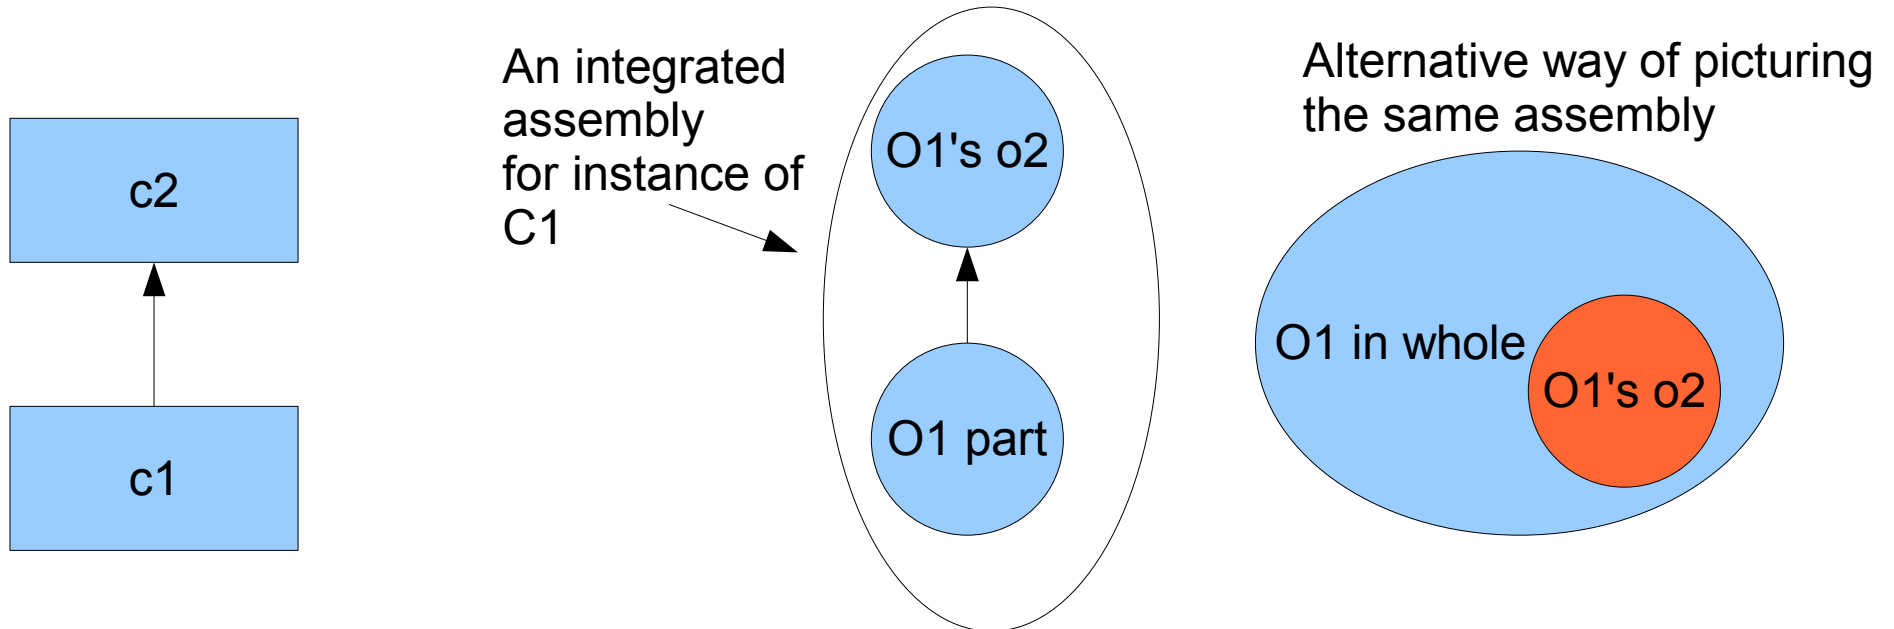 c2
c1
An integrated
assembly
for instance of
C1
O1's o2
O1 part
Alternative way of picturing
the same assembly
O1 in whole
O1's o2